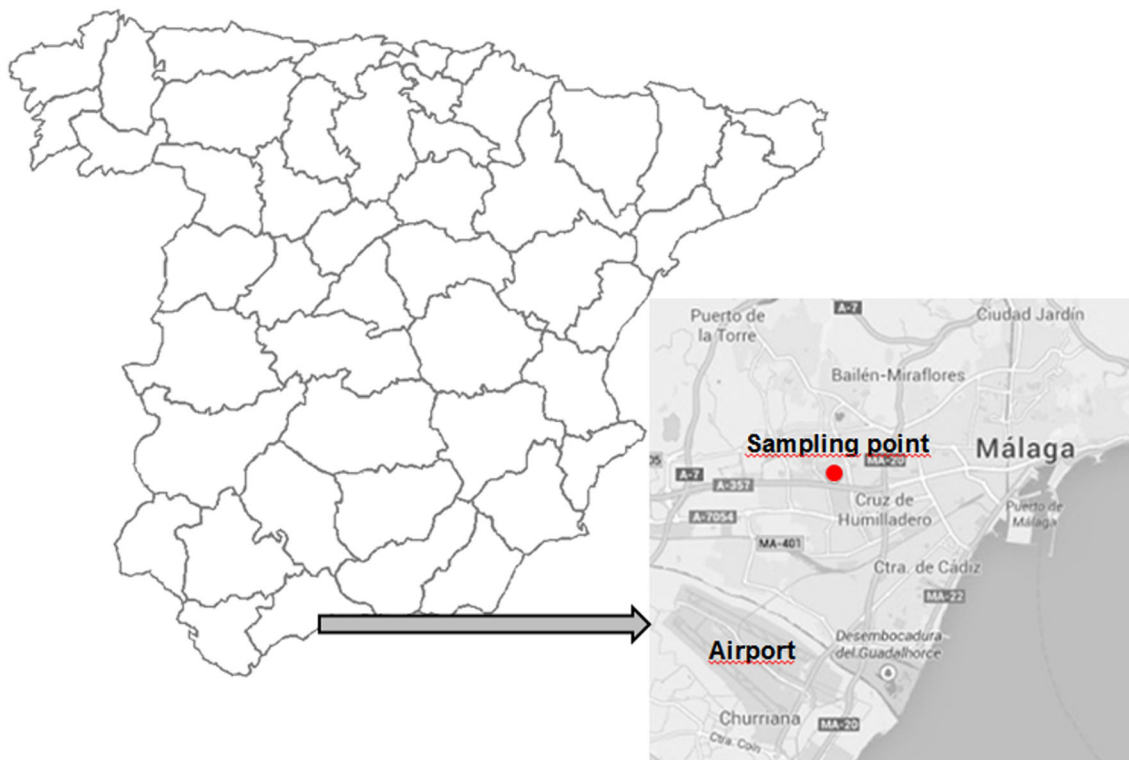 A-7
Puerto de
la Torre
Ciudad Jardín
Bailén-Miraflores
Sampling point
Málaga
05
MA-20
A-7
A-357
Cruz de
Humilladero
Puerto de
Málaga
A-7054
MA-401
Ctra. de Cádiz
MA-22
Desembocadura
del Guadalhorce
Airport
Churriana
MA-20
Ctra. Coín